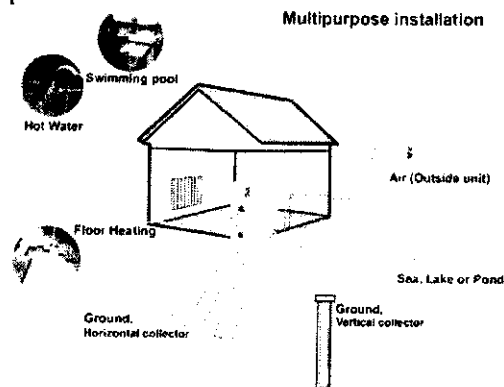 Multipurpose installation
Swimming pool
Hot Water
Air (Outside unit)
Floor Heating
Sea, Lake or Pond
Ground,
Horizontal collector
Ground,
Vertical collector